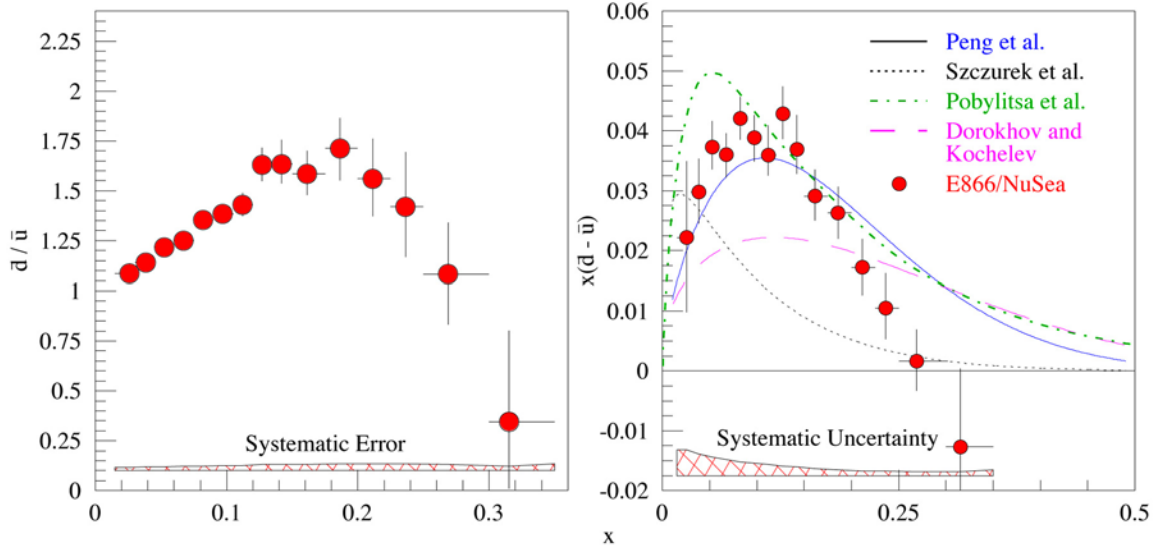 d̄ / ū
2.25
2
1.75
1.5
1.25
1
0.75
0.5
0.25
0
Systematic Error
0
0.1
0.2
0.3
x
x(d̄ - ū)
0.06
0.05
0.04
0.03
0.02
0.01
0
-0.01
-0.02
Peng et al.
Szczurek et al.
Pobylitsa et al.
Dorokhov and
Kochelev
E866/NuSea
Systematic Uncertainty
0
0.25
0.5